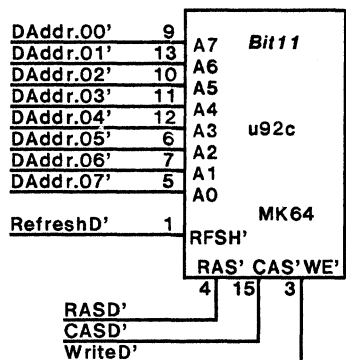 DAddr.00' 9 A7 Bit11
DAddr.01' 13 A6
DAddr.02' 10 A5
DAddr.03' 11 A4
DAddr.04' 12 A3 u92c
DAddr.05' 6 A2
DAddr.06' 7 A1
DAddr.07' 5 A0
MK64
RefreshD' 1 RFSH'
RAS' CAS' WE'
4 15 3
RASD'
CASD'
WriteD'